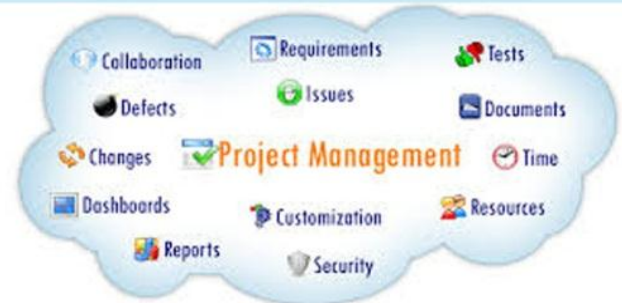 Collaboration
Requirements
Tests
Defects
Issues
Documents
Changes
Project Management
Time
Dashboards
Customization
Resources
Reports
Security